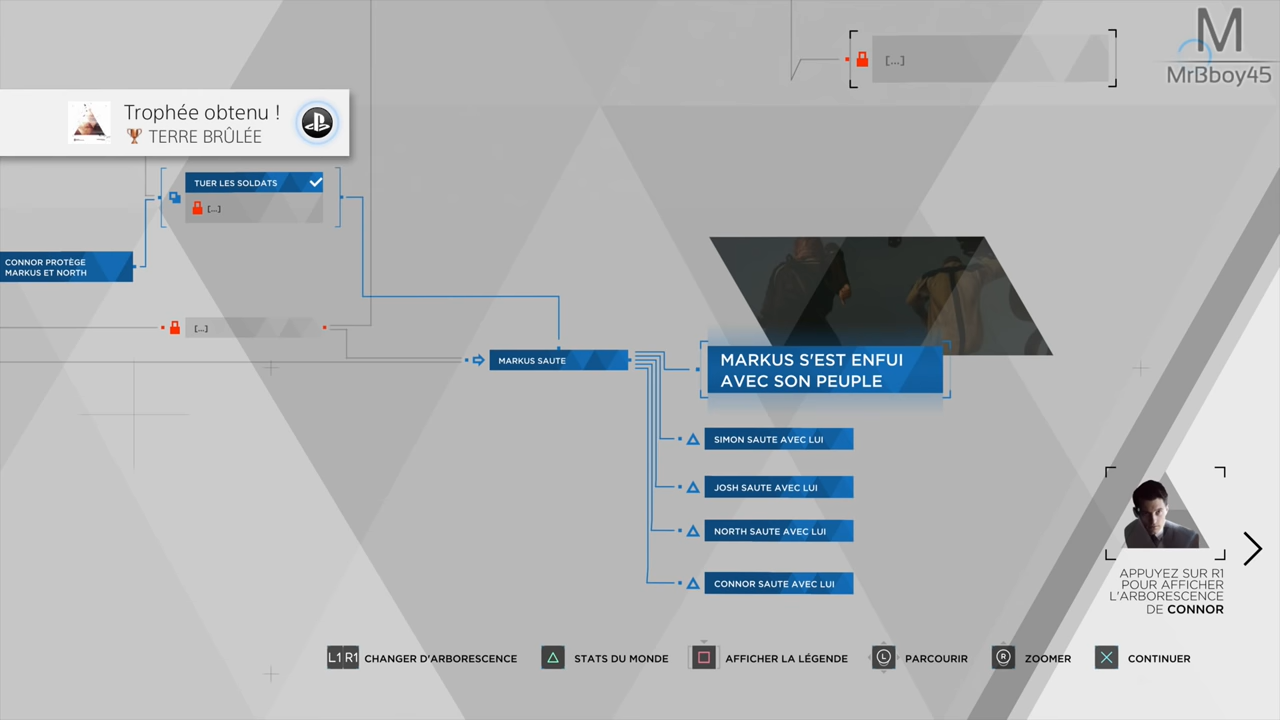 M
MrBboy45
[...]
Trophée obtenu !
TERRE BRÛLÉE
TUER LES SOLDATS
[...]
CONNOR PROTÈGE
MARKUS ET NORTH
[...]
MARKUS SAUTE
MARKUS S'EST ENFUI
AVEC SON PEUPLE
SIMON SAUTE AVEC LUI
JOSH SAUTE AVEC LUI
NORTH SAUTE AVEC LUI
CONNOR SAUTE AVEC LUI
APPUYEZ SUR R1
POUR AFFICHER
L'ARBORESCENCE
DE CONNOR
L1 R1 CHANGER D'ARBORESCENCE
STATS DU MONDE
AFFICHER LA LÉGENDE
L PARCOURIR
R ZOOMER
CONTINUER